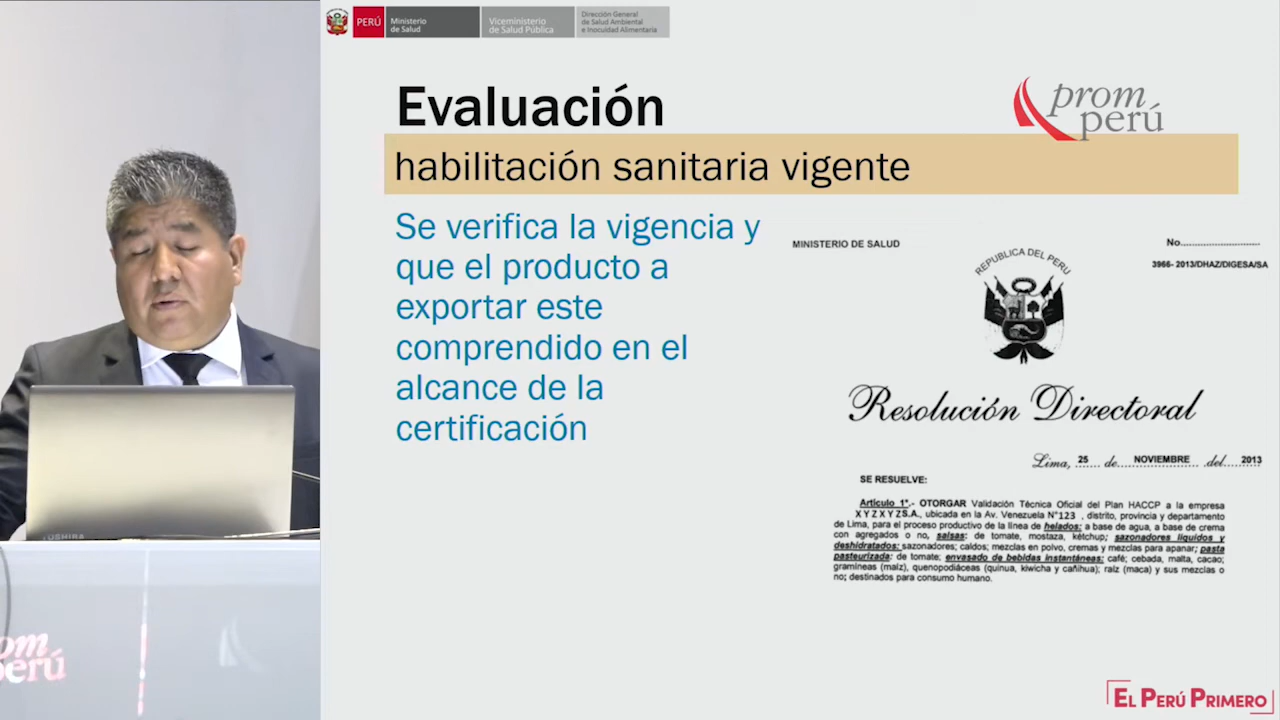 PERÚ
Ministerio
de Salud
Viceministerio
de Salud Pública
Dirección General
de Salud Ambiental
e Inocuidad Alimentaria
Evaluación
prom
perú
habilitación sanitaria vigente
Se verifica la vigencia y
que el producto a
exportar este
comprendido en el
alcance de la
certificación
MINISTERIO DE SALUD
No...........................
3966- 2013/DHAZ/DIGESA/SA
REPUBLICA DEL PERU
Resolución Directoral
Lima, 25 de NOVIEMBRE del 2013
SE RESUELVE:
Artículo 1°.- OTORGAR Validación Técnica Oficial del Plan HACCP a la empresa
X Y Z X Y Z S.A., ubicada en la Av. Venezuela N°123 , distrito, provincia y departamento
de Lima, para el proceso productivo de la línea de helados: a base de agua, a base de crema
con agregados o no, salsas: de tomate, mostaza, kétchup; sazonadores líquidos y
deshidratados: sazonadores; caldos; mezclas en polvo, cremas y mezclas para apanar; pasta
pasteurizada: de tomate; envasado de bebidas instantáneas: café; cebada, malta, cacao;
gramíneas (maíz), quenopodiáceas (quinua, kiwicha y cañihua); raíz (maca) y sus mezclas o
no; destinados para consumo humano.
TOSHIBA
om
perú
EL PERÚ PRIMERO